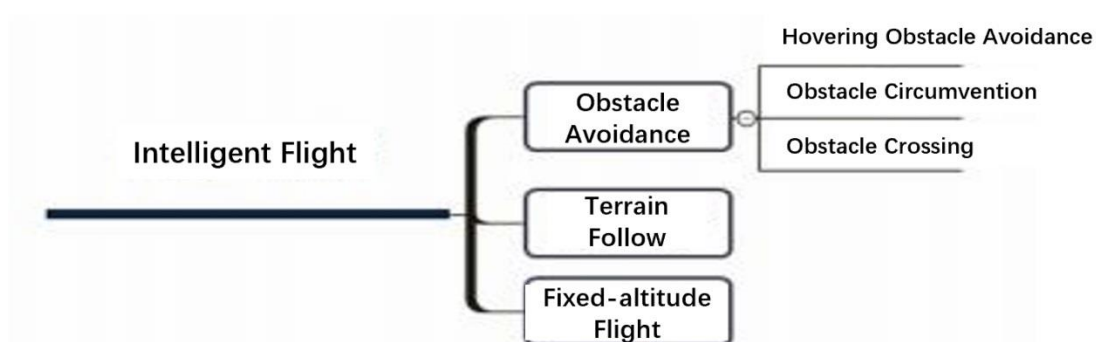 Hovering Obstacle Avoidance
Obstacle
Avoidance
Obstacle Circumvention
Intelligent Flight
Obstacle Crossing
Terrain
Follow
Fixed-altitude
Flight